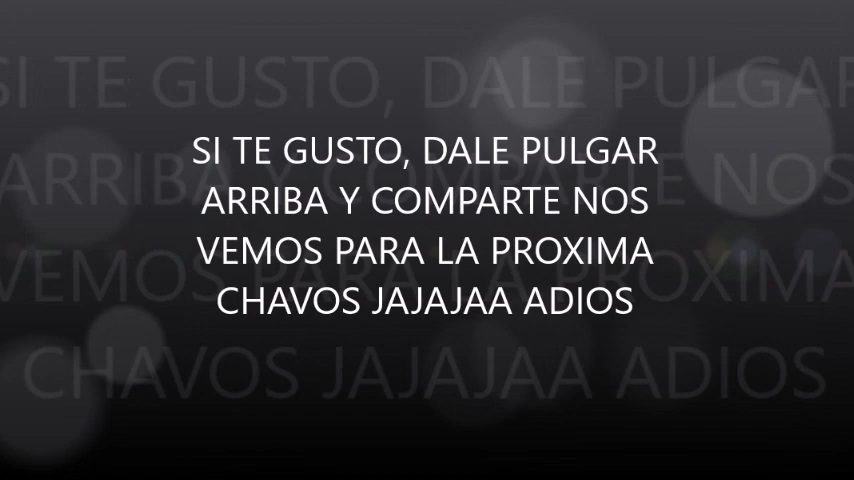 SI TE GUSTO, DALE PULGAR
ARRIBA Y COMPARTE NOS
VEMOS PARA LA PROXIMA
CHAVOS JAJAJAA ADIOS